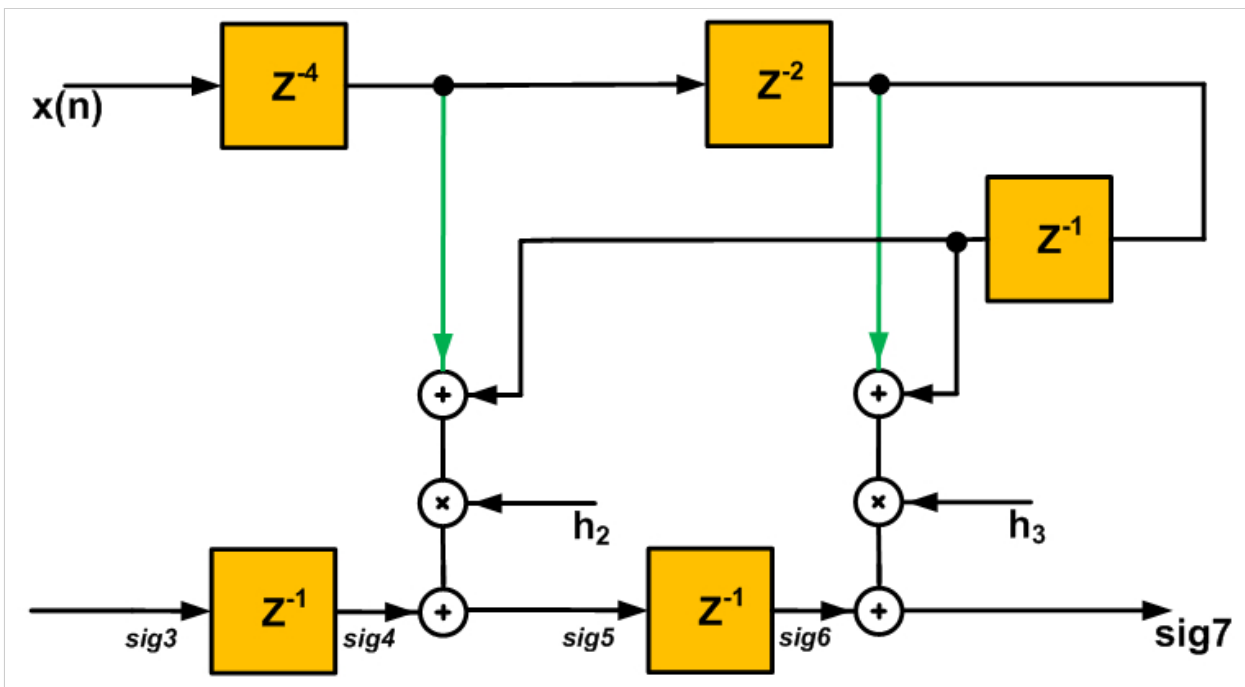 Z⁻⁴
Z⁻²
x(n)
Z⁻¹
+
+
×
×
h₂
h₃
Z⁻¹
+
Z⁻¹
+
sig3
sig4
sig5
sig6
sig7